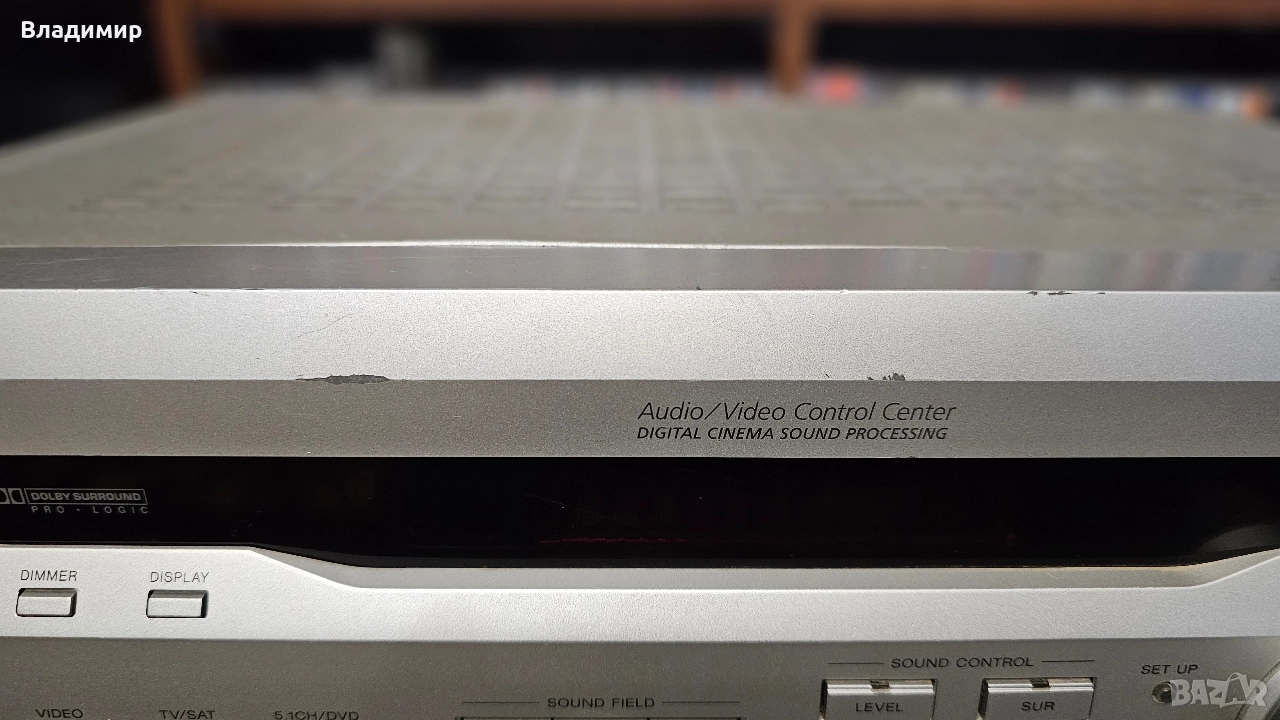 Владимир
Audio/Video Control Center
DIGITAL CINEMA SOUND PROCESSING
DOLBY SURROUND
PRO · LOGIC
DIMMER
DISPLAY
SOUND CONTROL
SET UP
LEVEL
SUR
SOUND FIELD
VIDEO
TV/SAT
5.1CH/DVD
BAZAR